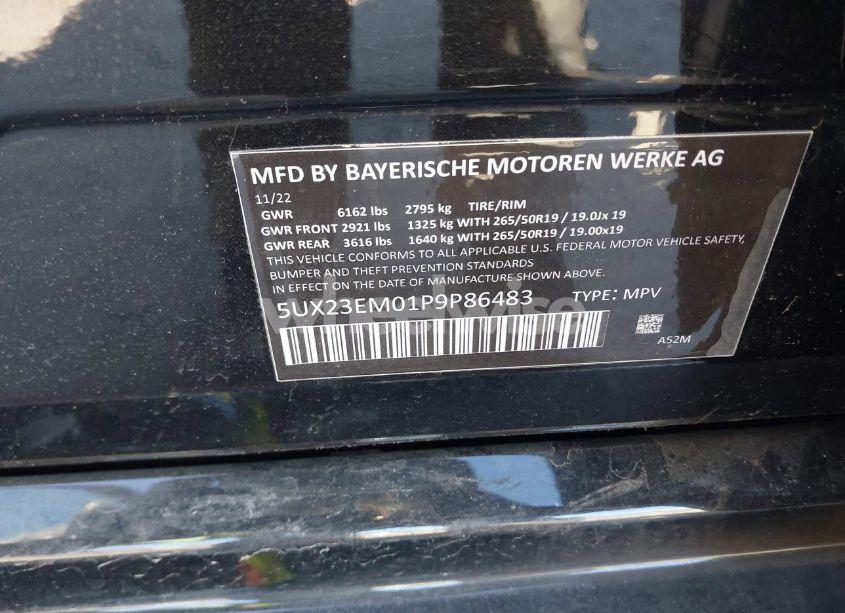 MFD BY BAYERISCHE MOTOREN WERKE AG
11/22
GWR 6162 lbs 2795 kg TIRE/RIM
GWR FRONT 2921 lbs 1325 kg WITH 265/50R19 / 19.0Jx 19
GWR REAR 3616 lbs 1640 kg WITH 265/50R19 / 19.00x19
THIS VEHICLE CONFORMS TO ALL APPLICABLE U.S. FEDERAL MOTOR VEHICLE SAFETY,
BUMPER AND THEFT PREVENTION STANDARDS
IN EFFECT ON THE DATE OF MANUFACTURE SHOWN ABOVE.
5UX23EM01P9P86483 TYPE: MPV
A52M